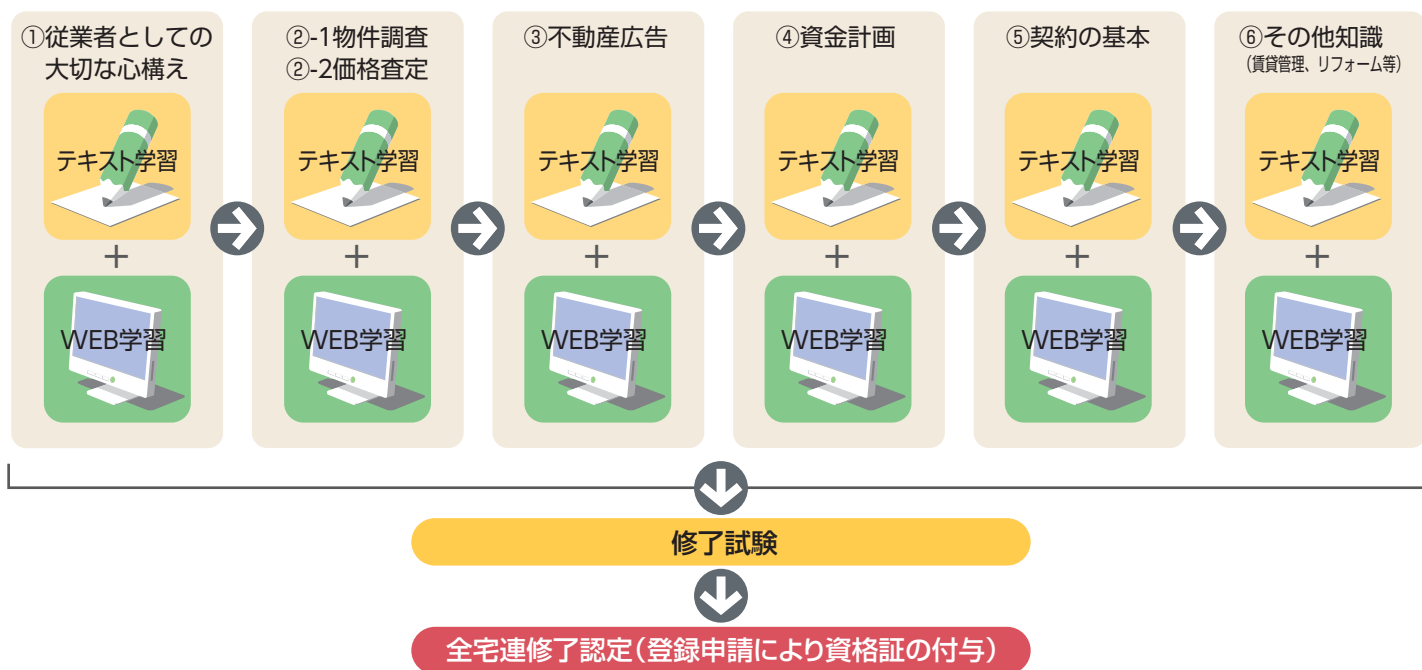 ①従業者としての
大切な心構え
テキスト学習
+
WEB学習
②-1物件調査
②-2価格査定
テキスト学習
+
WEB学習
③不動産広告
テキスト学習
+
WEB学習
④資金計画
テキスト学習
+
WEB学習
⑤契約の基本
テキスト学習
+
WEB学習
⑥その他知識
（賃貸管理、リフォーム等）
テキスト学習
+
WEB学習
修了試験
全宅連修了認定（登録申請により資格証の付与）